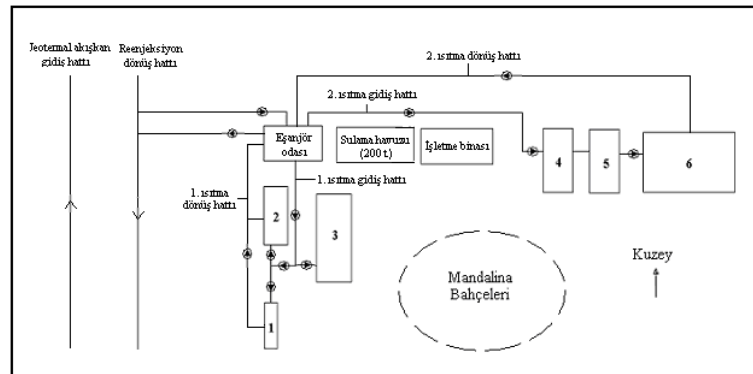 Jeotermal akışkan
gidiş hattı
Reenjeksiyon
dönüş hattı
2. ısıtma dönüş hattı
2. ısıtma gidiş hattı
Eşanjör
odası
Sulama havuzu
(200 t.)
İşletme binası
4
5
6
1. ısıtma gidiş hattı
1. ısıtma
dönüş hattı
2
3
Mandalina
Bahçeleri
Kuzey
1